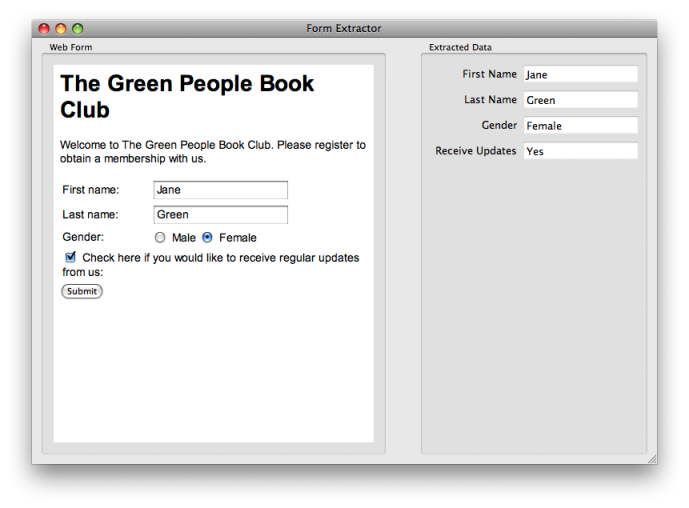 Form Extractor
Web Form
The Green People Book
Club
Welcome to The Green People Book Club. Please register to
obtain a membership with us.
First name: Jane
Last name: Green
Gender: Male Female
Check here if you would like to receive regular updates
from us:
Submit
Extracted Data
First Name Jane
Last Name Green
Gender Female
Receive Updates Yes